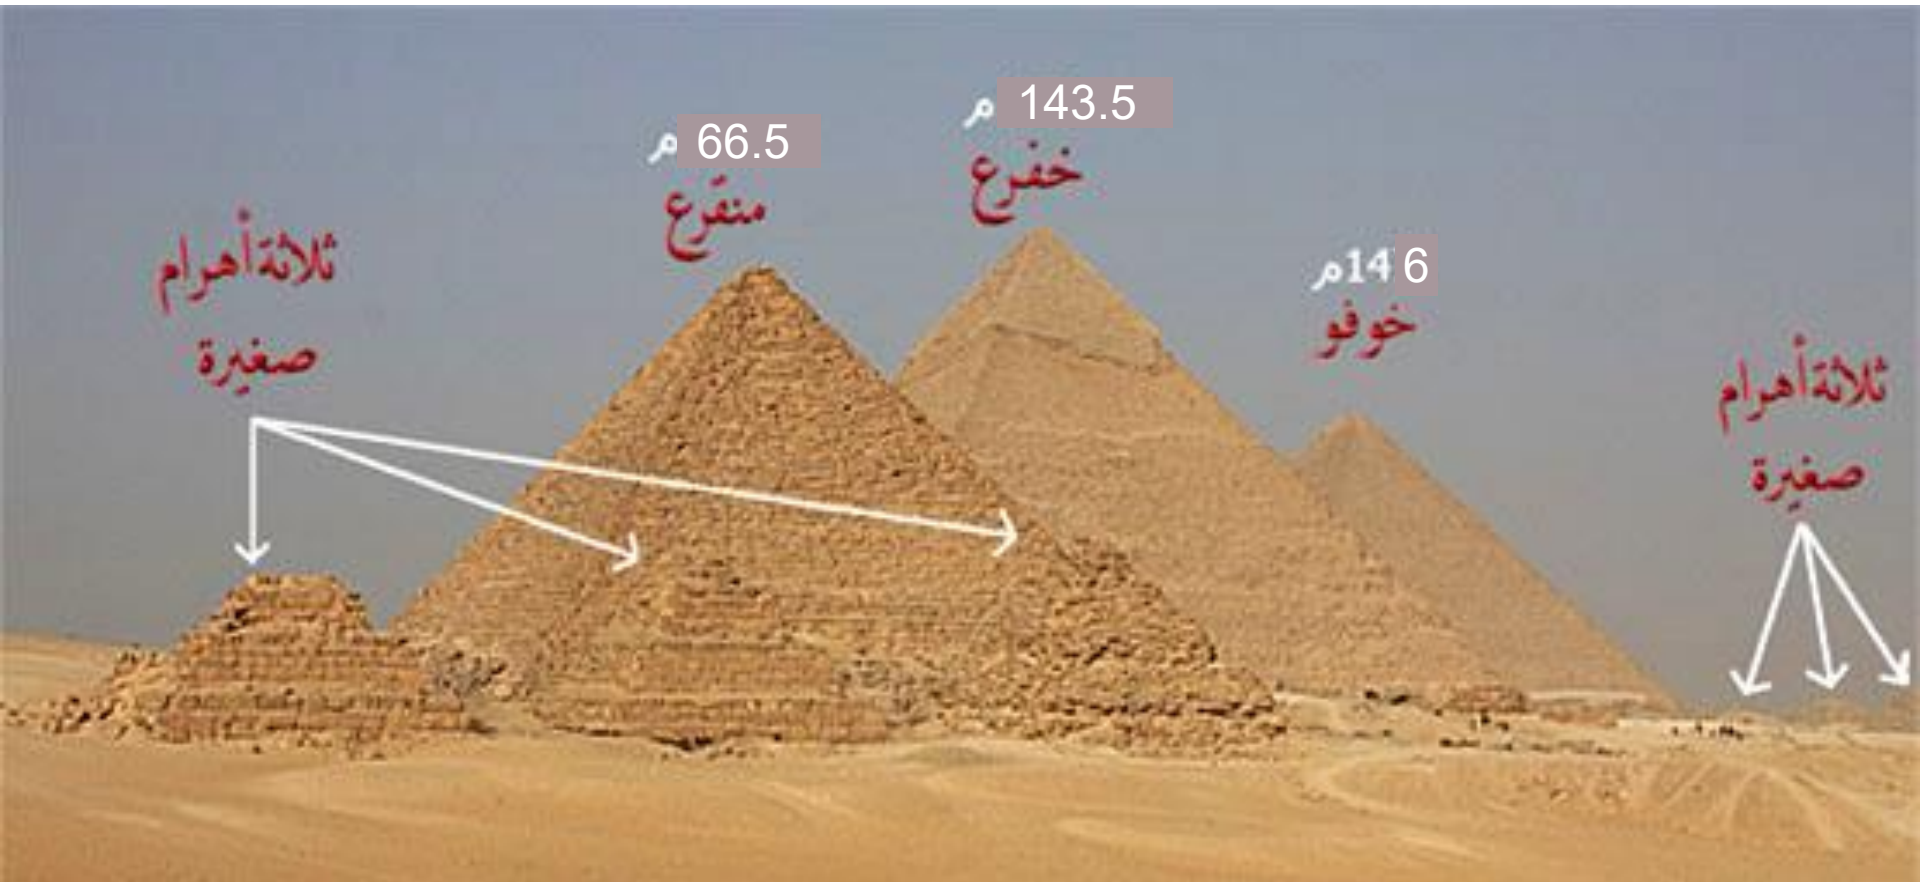 143.5 م
خفرع
66.5 م
منقرع
ثلاثة أهرام
صغيرة
146م
خوفو
ثلاثة أهرام
صغيرة